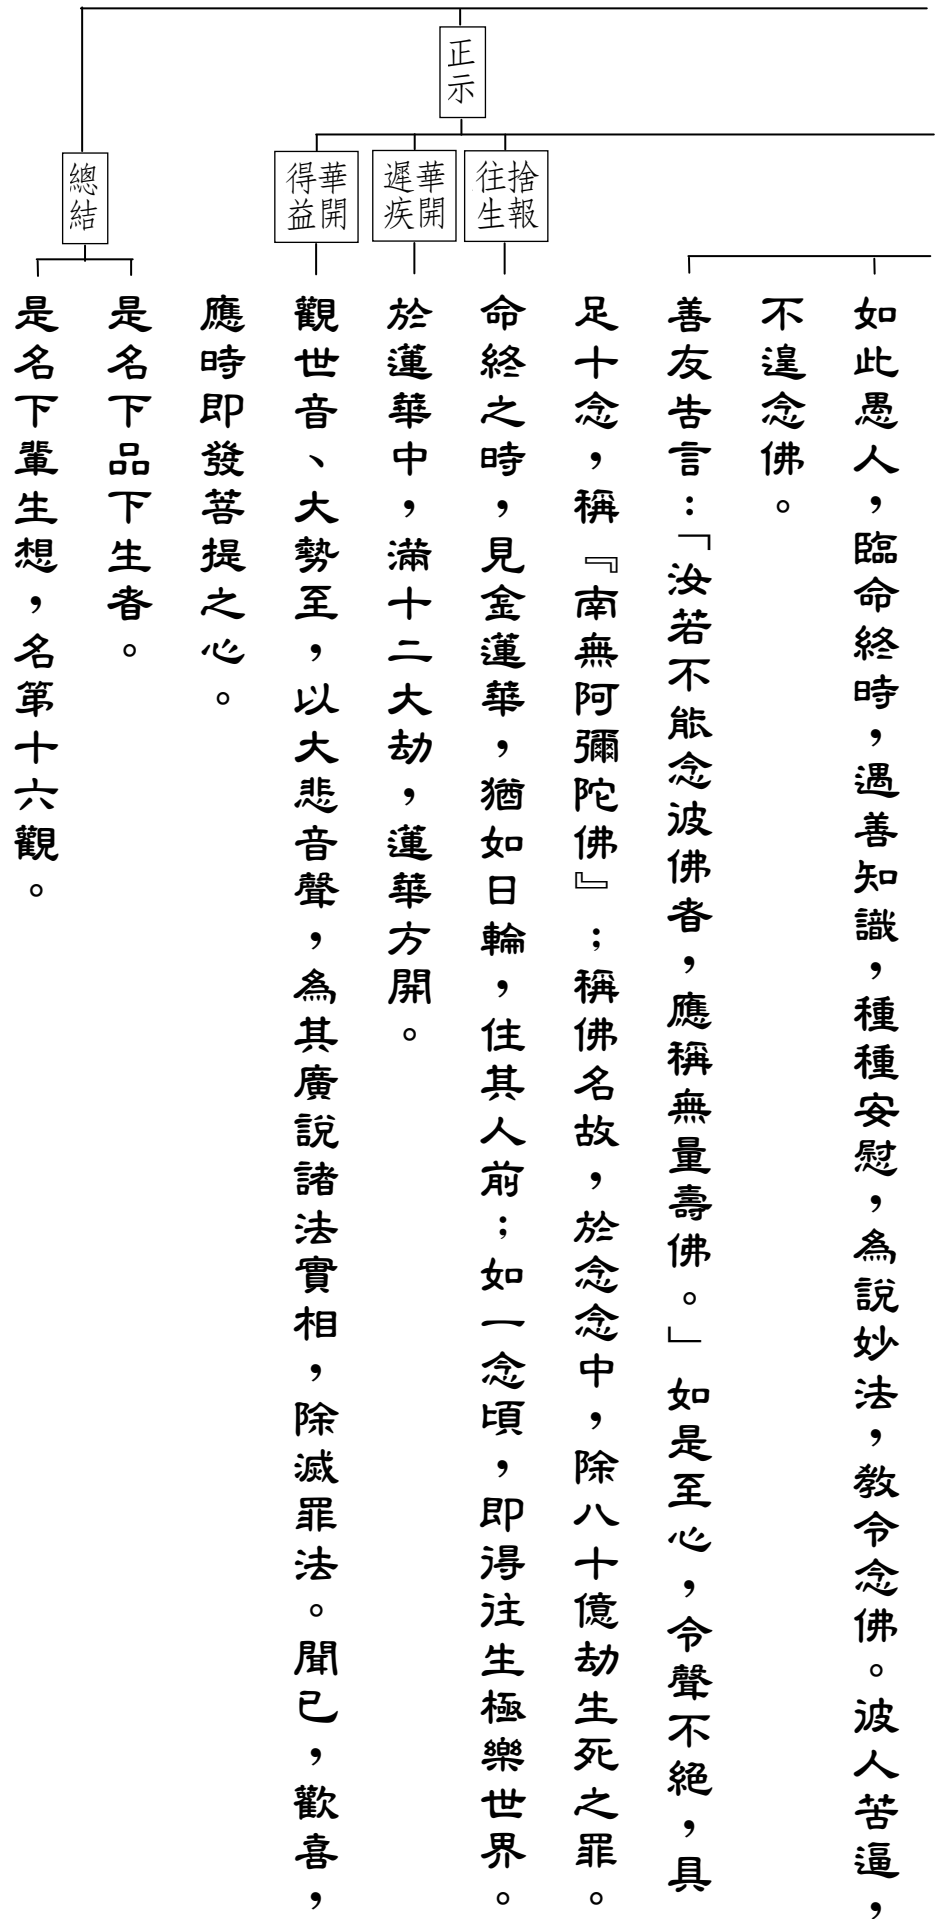 正示
總結
捨報
往生
華開
遲疾
華開
得益
如此愚人，臨命終時，遇善知識，種種安慰，為說妙法，教令念佛。彼人苦逼，
不遑念佛。
善友告言：「汝若不能念彼佛者，應稱無量壽佛。」如是至心，令聲不絕，具
足十念，稱『南無阿彌陀佛』；稱佛名故，於念念中，除八十億劫生死之罪。
命終之時，見金蓮華，猶如日輪，住其人前；如一念頃，即得往生極樂世界。
於蓮華中，滿十二大劫，蓮華方開。
觀世音、大勢至，以大悲音聲，為其廣說諸法實相，除滅罪法。聞已，歡喜，
應時即發菩提之心。
是名下品下生者。
是名下輩生想，名第十六觀。